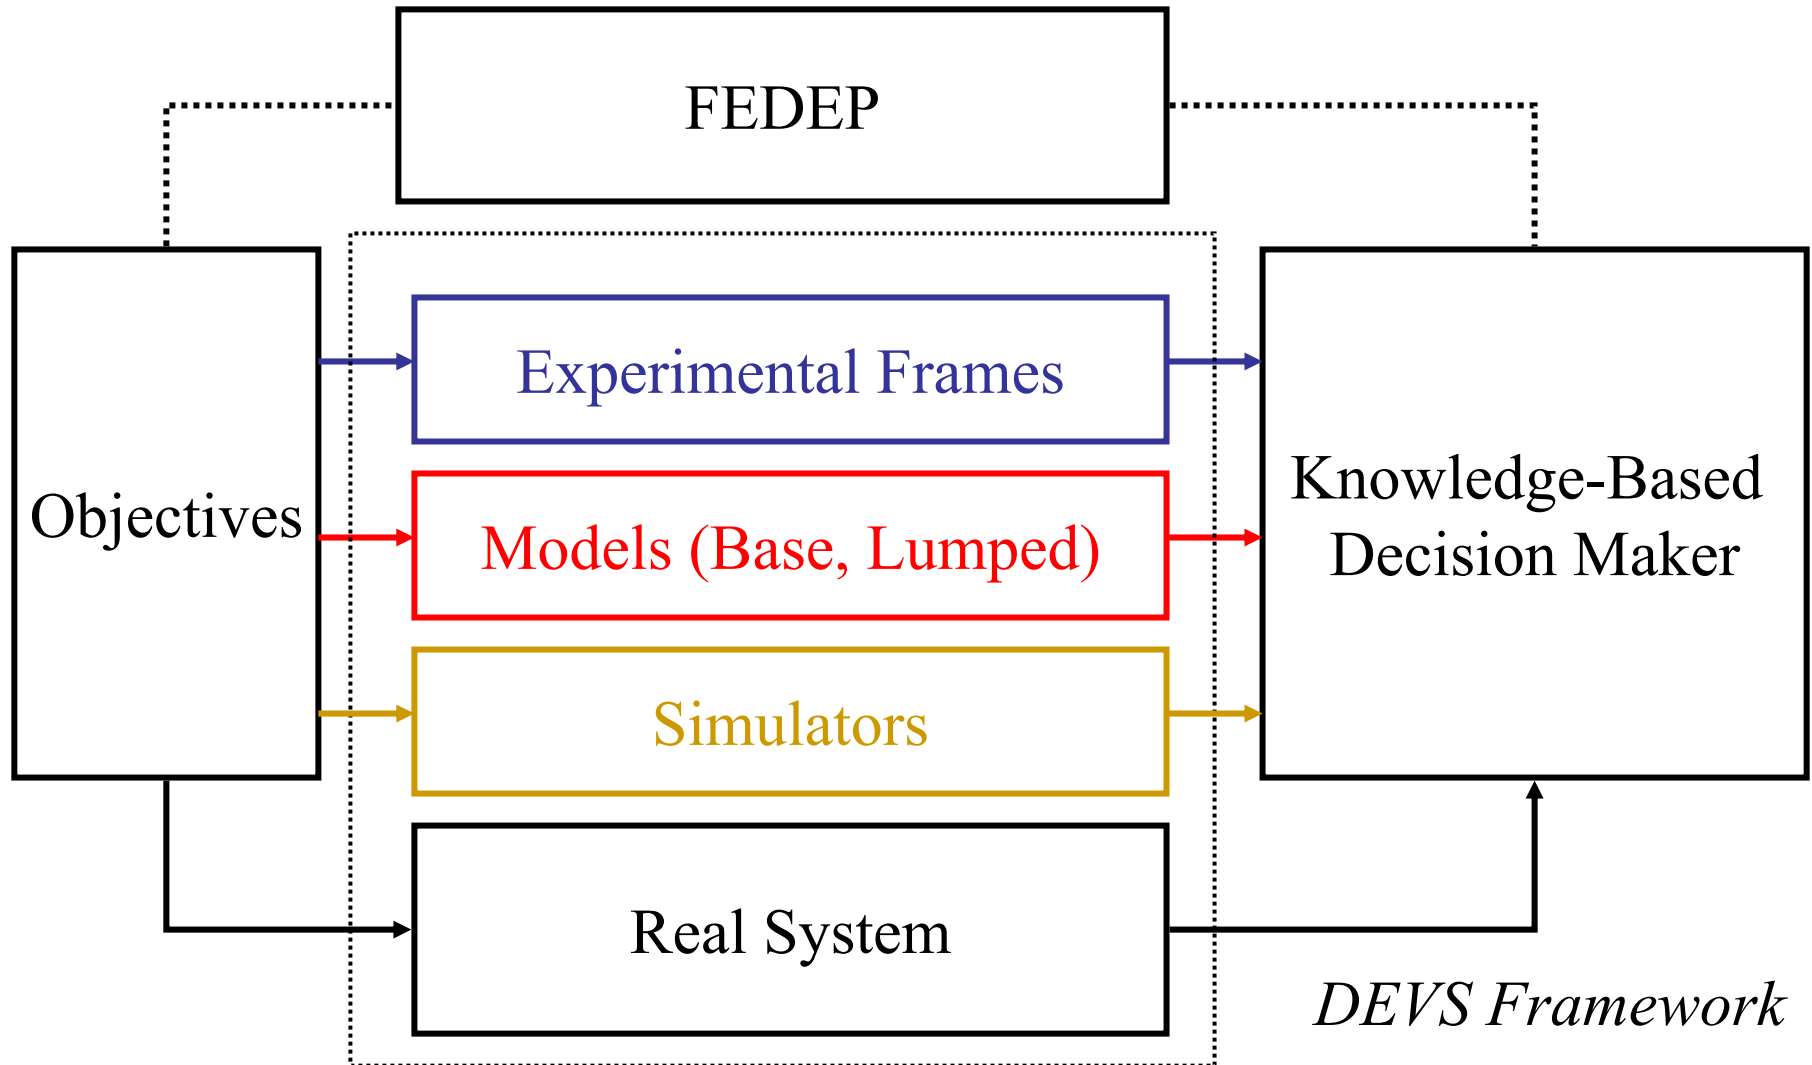 FEDEP
Objectives
Experimental Frames
Models (Base, Lumped)
Simulators
Real System
Knowledge-Based
Decision Maker
DEVS Framework